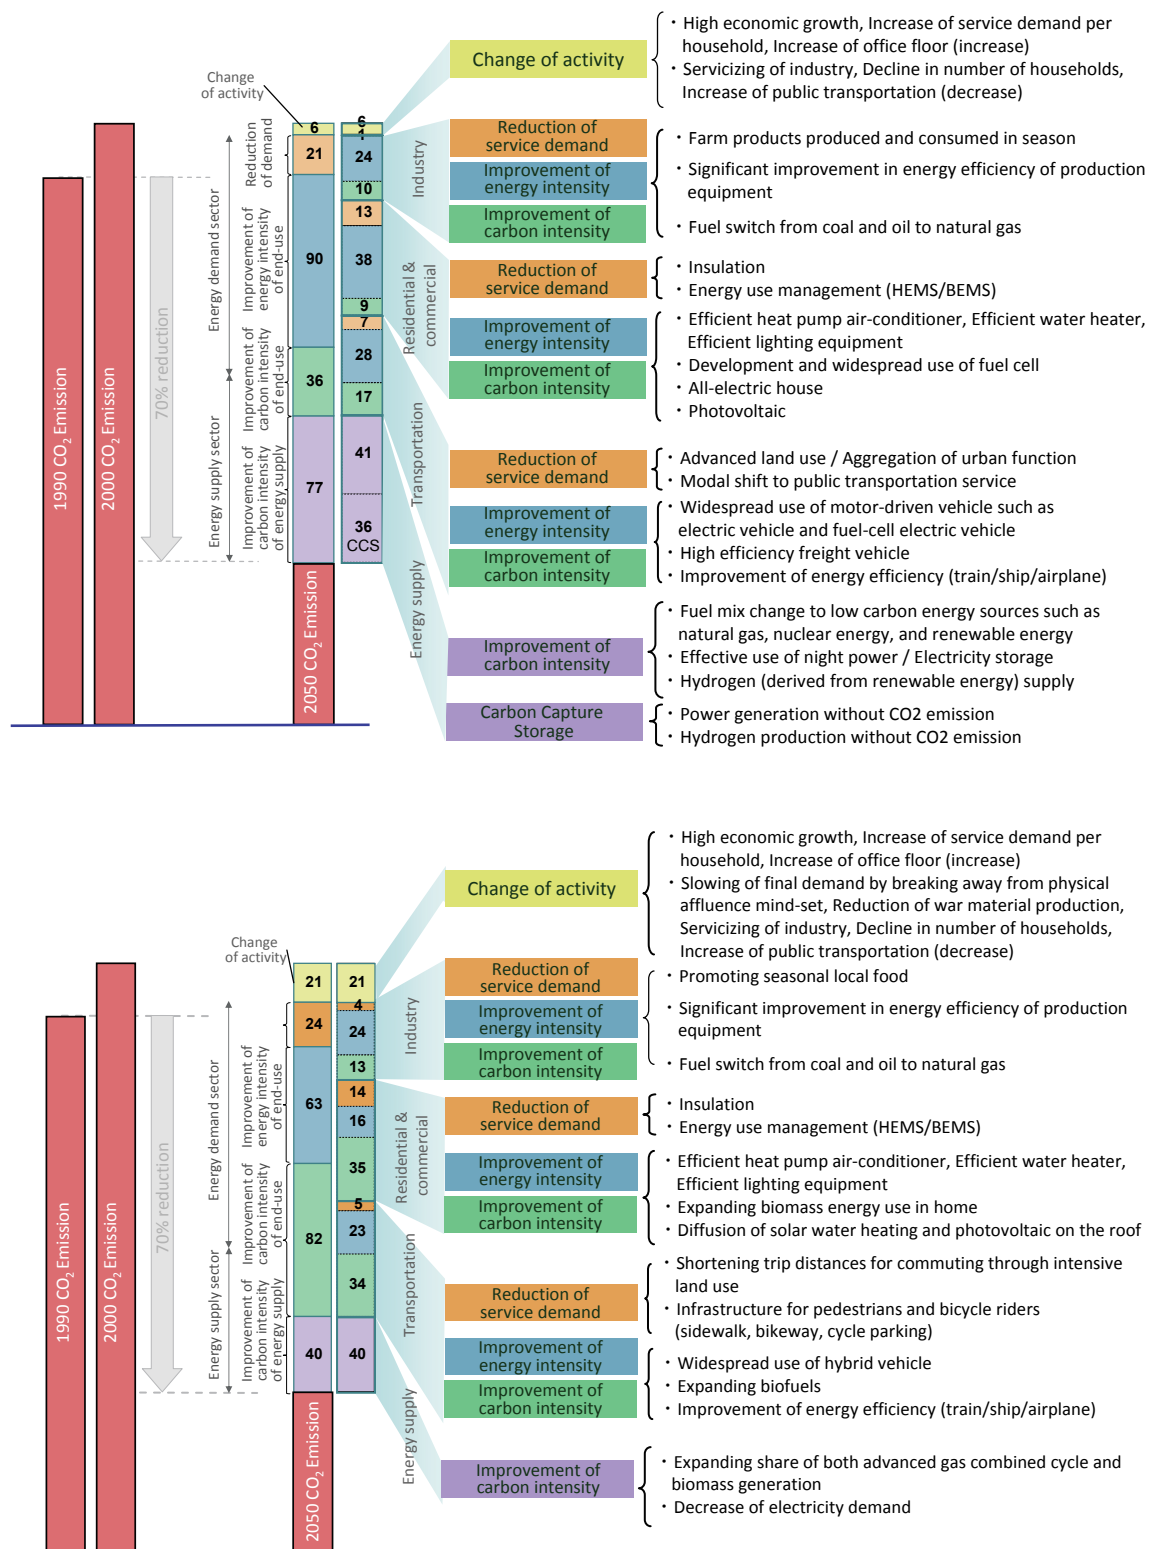 ・ High economic growth, Increase of service demand per
household, Increase of office floor (increase)
・ Servicizing of industry, Decline in number of households,
Increase of public transportation (decrease)
Change of activity
Change
of activity
1990 CO2 Emission
2000 CO2 Emission
70% reduction
Energy demand sector
Energy supply sector
Reduction
of demand
Improvement of
energy intensity
of end-use
Improvement of
carbon intensity
of end-use
Improvement of
carbon intensity
of energy supply
6
21
90
36
77
2050 CO2 Emission
6
1
24
10
13
38
9
7
28
17
41
36
CCS
Industry
Reduction of
service demand
Improvement of
energy intensity
Improvement of
carbon intensity
・ Farm products produced and consumed in season
・ Significant improvement in energy efficiency of production
equipment
・ Fuel switch from coal and oil to natural gas
Residential &
commercial
Reduction of
service demand
Improvement of
energy intensity
Improvement of
carbon intensity
・ Insulation
・ Energy use management (HEMS/BEMS)
・ Efficient heat pump air-conditioner, Efficient water heater,
Efficient lighting equipment
・ Development and widespread use of fuel cell
・ All-electric house
・ Photovoltaic
Transportation
Reduction of
service demand
Improvement of
energy intensity
Improvement of
carbon intensity
・ Advanced land use / Aggregation of urban function
・ Modal shift to public transportation service
・ Widespread use of motor-driven vehicle such as
electric vehicle and fuel-cell electric vehicle
・ High efficiency freight vehicle
・ Improvement of energy efficiency (train/ship/airplane)
Energy supply
Improvement of
carbon intensity
・ Fuel mix change to low carbon energy sources such as
natural gas, nuclear energy, and renewable energy
・ Effective use of night power / Electricity storage
・ Hydrogen (derived from renewable energy) supply
Carbon Capture
Storage
・ Power generation without CO2 emission
・ Hydrogen production without CO2 emission
・ High economic growth, Increase of service demand per
household, Increase of office floor (increase)
・ Slowing of final demand by breaking away from physical
affluence mind-set, Reduction of war material production,
Servicizing of industry, Decline in number of households,
Increase of public transportation (decrease)
Change of activity
Change
of activity
1990 CO2 Emission
2000 CO2 Emission
70% reduction
Energy demand sector
Energy supply sector
Improvement of
energy intensity
of end-use
Improvement of
carbon intensity
of end-use
Improvement of
carbon intensity
of energy supply
21
24
63
82
40
2050 CO2 Emission
21
4
24
13
14
16
35
5
23
34
40
Industry
Reduction of
service demand
Improvement of
energy intensity
Improvement of
carbon intensity
・ Promoting seasonal local food
・ Significant improvement in energy efficiency of production
equipment
・ Fuel switch from coal and oil to natural gas
Residential &
commercial
Reduction of
service demand
Improvement of
energy intensity
Improvement of
carbon intensity
・ Insulation
・ Energy use management (HEMS/BEMS)
・ Efficient heat pump air-conditioner, Efficient water heater,
Efficient lighting equipment
・ Expanding biomass energy use in home
・ Diffusion of solar water heating and photovoltaic on the roof
Transportation
Reduction of
service demand
Improvement of
energy intensity
Improvement of
carbon intensity
・ Shortening trip distances for commuting through intensive
land use
・ Infrastructure for pedestrians and bicycle riders
(sidewalk, bikeway, cycle parking)
・ Widespread use of hybrid vehicle
・ Expanding biofuels
・ Improvement of energy efficiency (train/ship/airplane)
Energy supply
Improvement of
carbon intensity
・ Expanding share of both advanced gas combined cycle and
biomass generation
・ Decrease of electricity demand